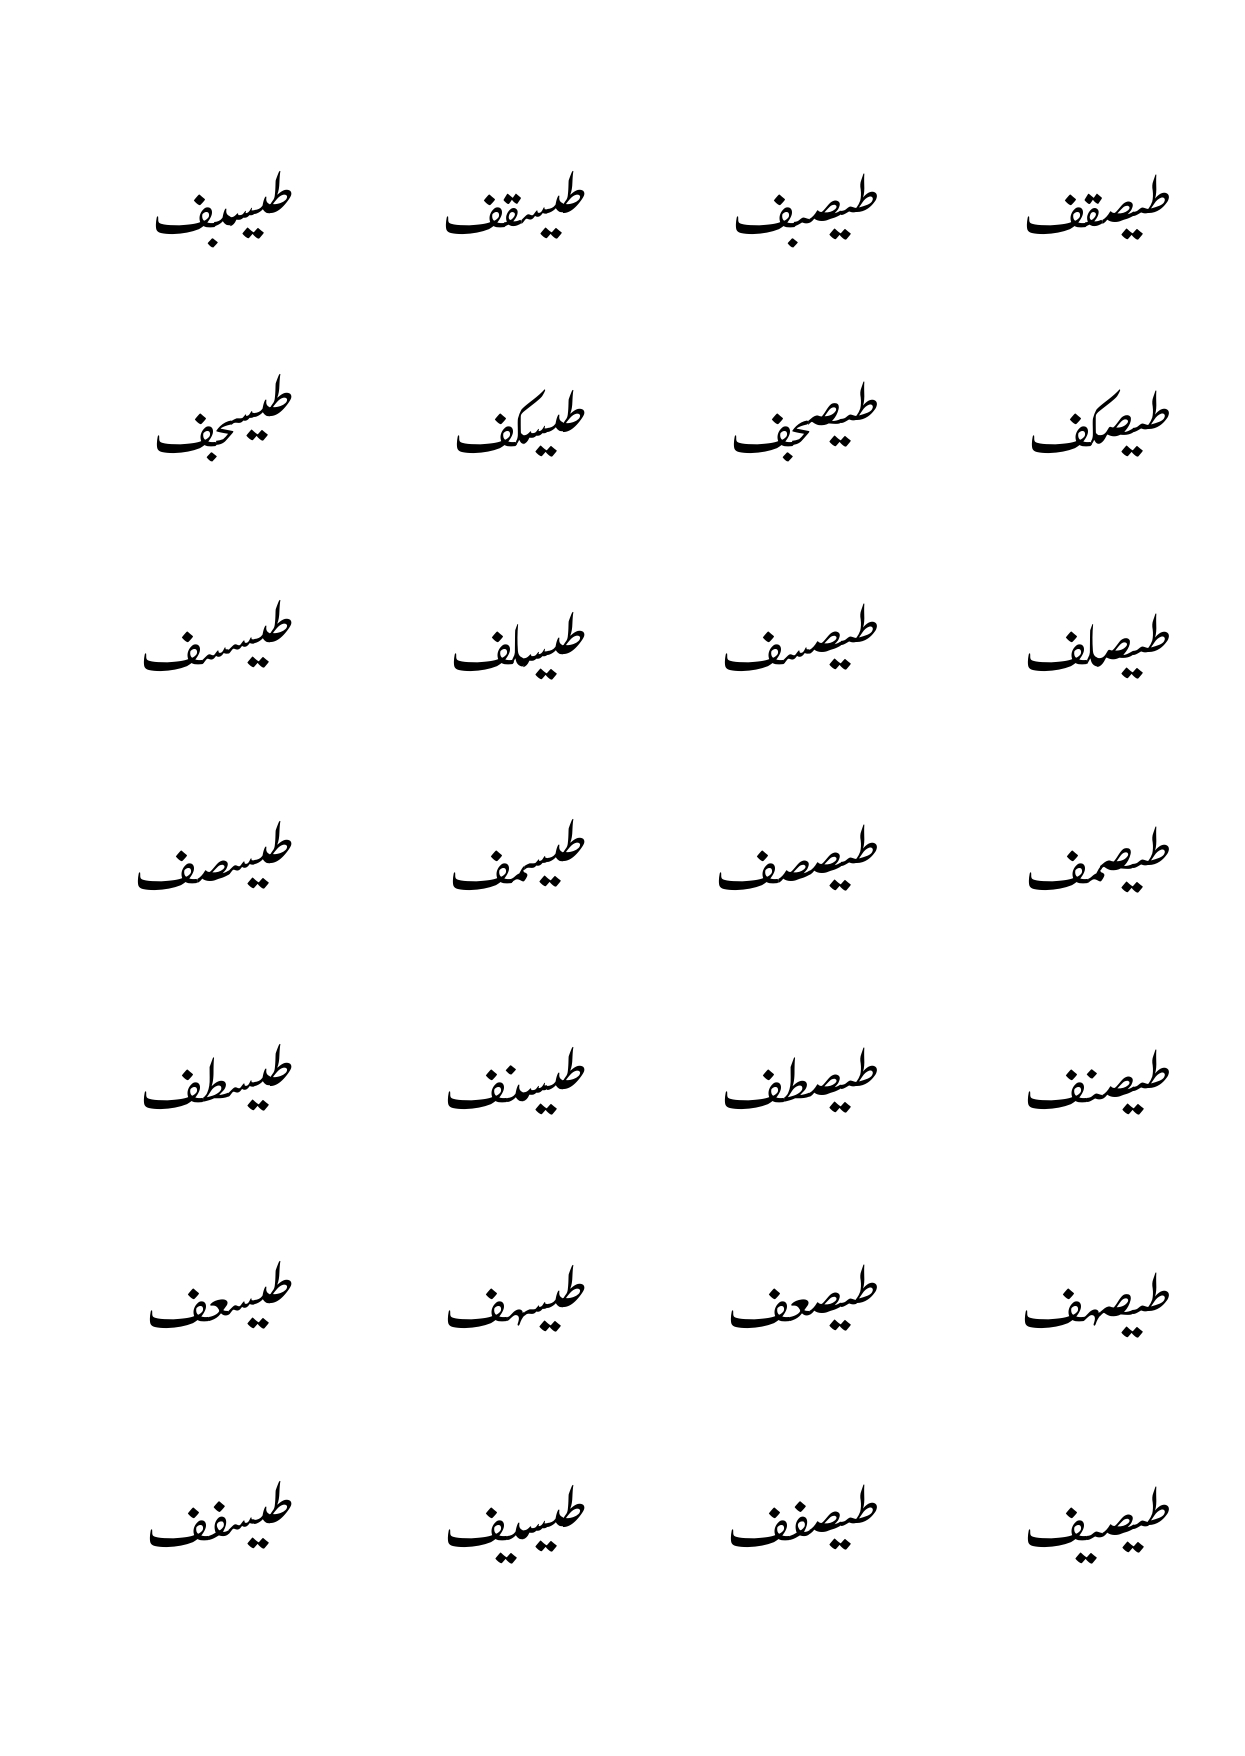 طيصقف طيصبف طيسقف طيسبف
طيصكف طيصجف طيسكف طيسجف
طيصلف طيصسف طيسلف طيسسف
طيصمف طيصصف طيسمف طيسصف
طيصنف طيصطف طيسنف طيسطف
طيصهف طيصعف طيسهف طيسعف
طيصيف طيصفف طيسيف طيسفف